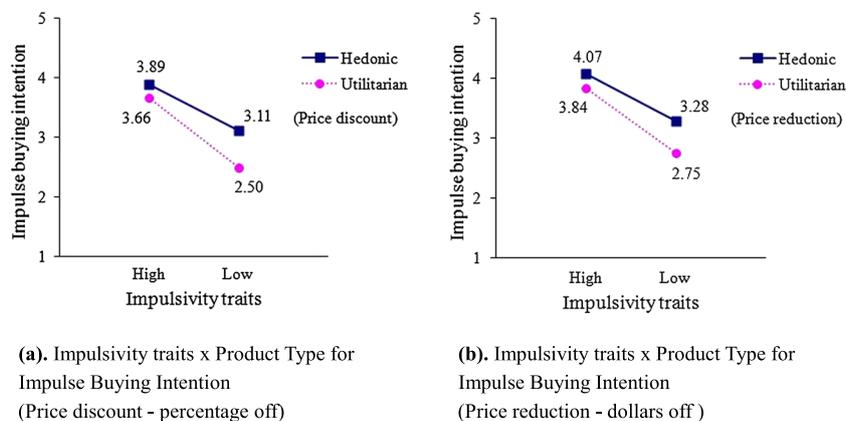 5
4
3
2
1
Impulse buying intention
3.89
3.66
3.11
2.50
Hedonic
Utilitarian
(Price discount)
High Low
Impulsivity traits
(a). Impulsivity traits x Product Type for
Impulse Buying Intention
(Price discount - percentage off)
5
4
3
2
1
Impulse buying intention
4.07
3.84
3.28
2.75
Hedonic
Utilitarian
(Price reduction)
High Low
Impulsivity traits
(b). Impulsivity traits x Product Type for
Impulse Buying Intention
(Price reduction - dollars off )